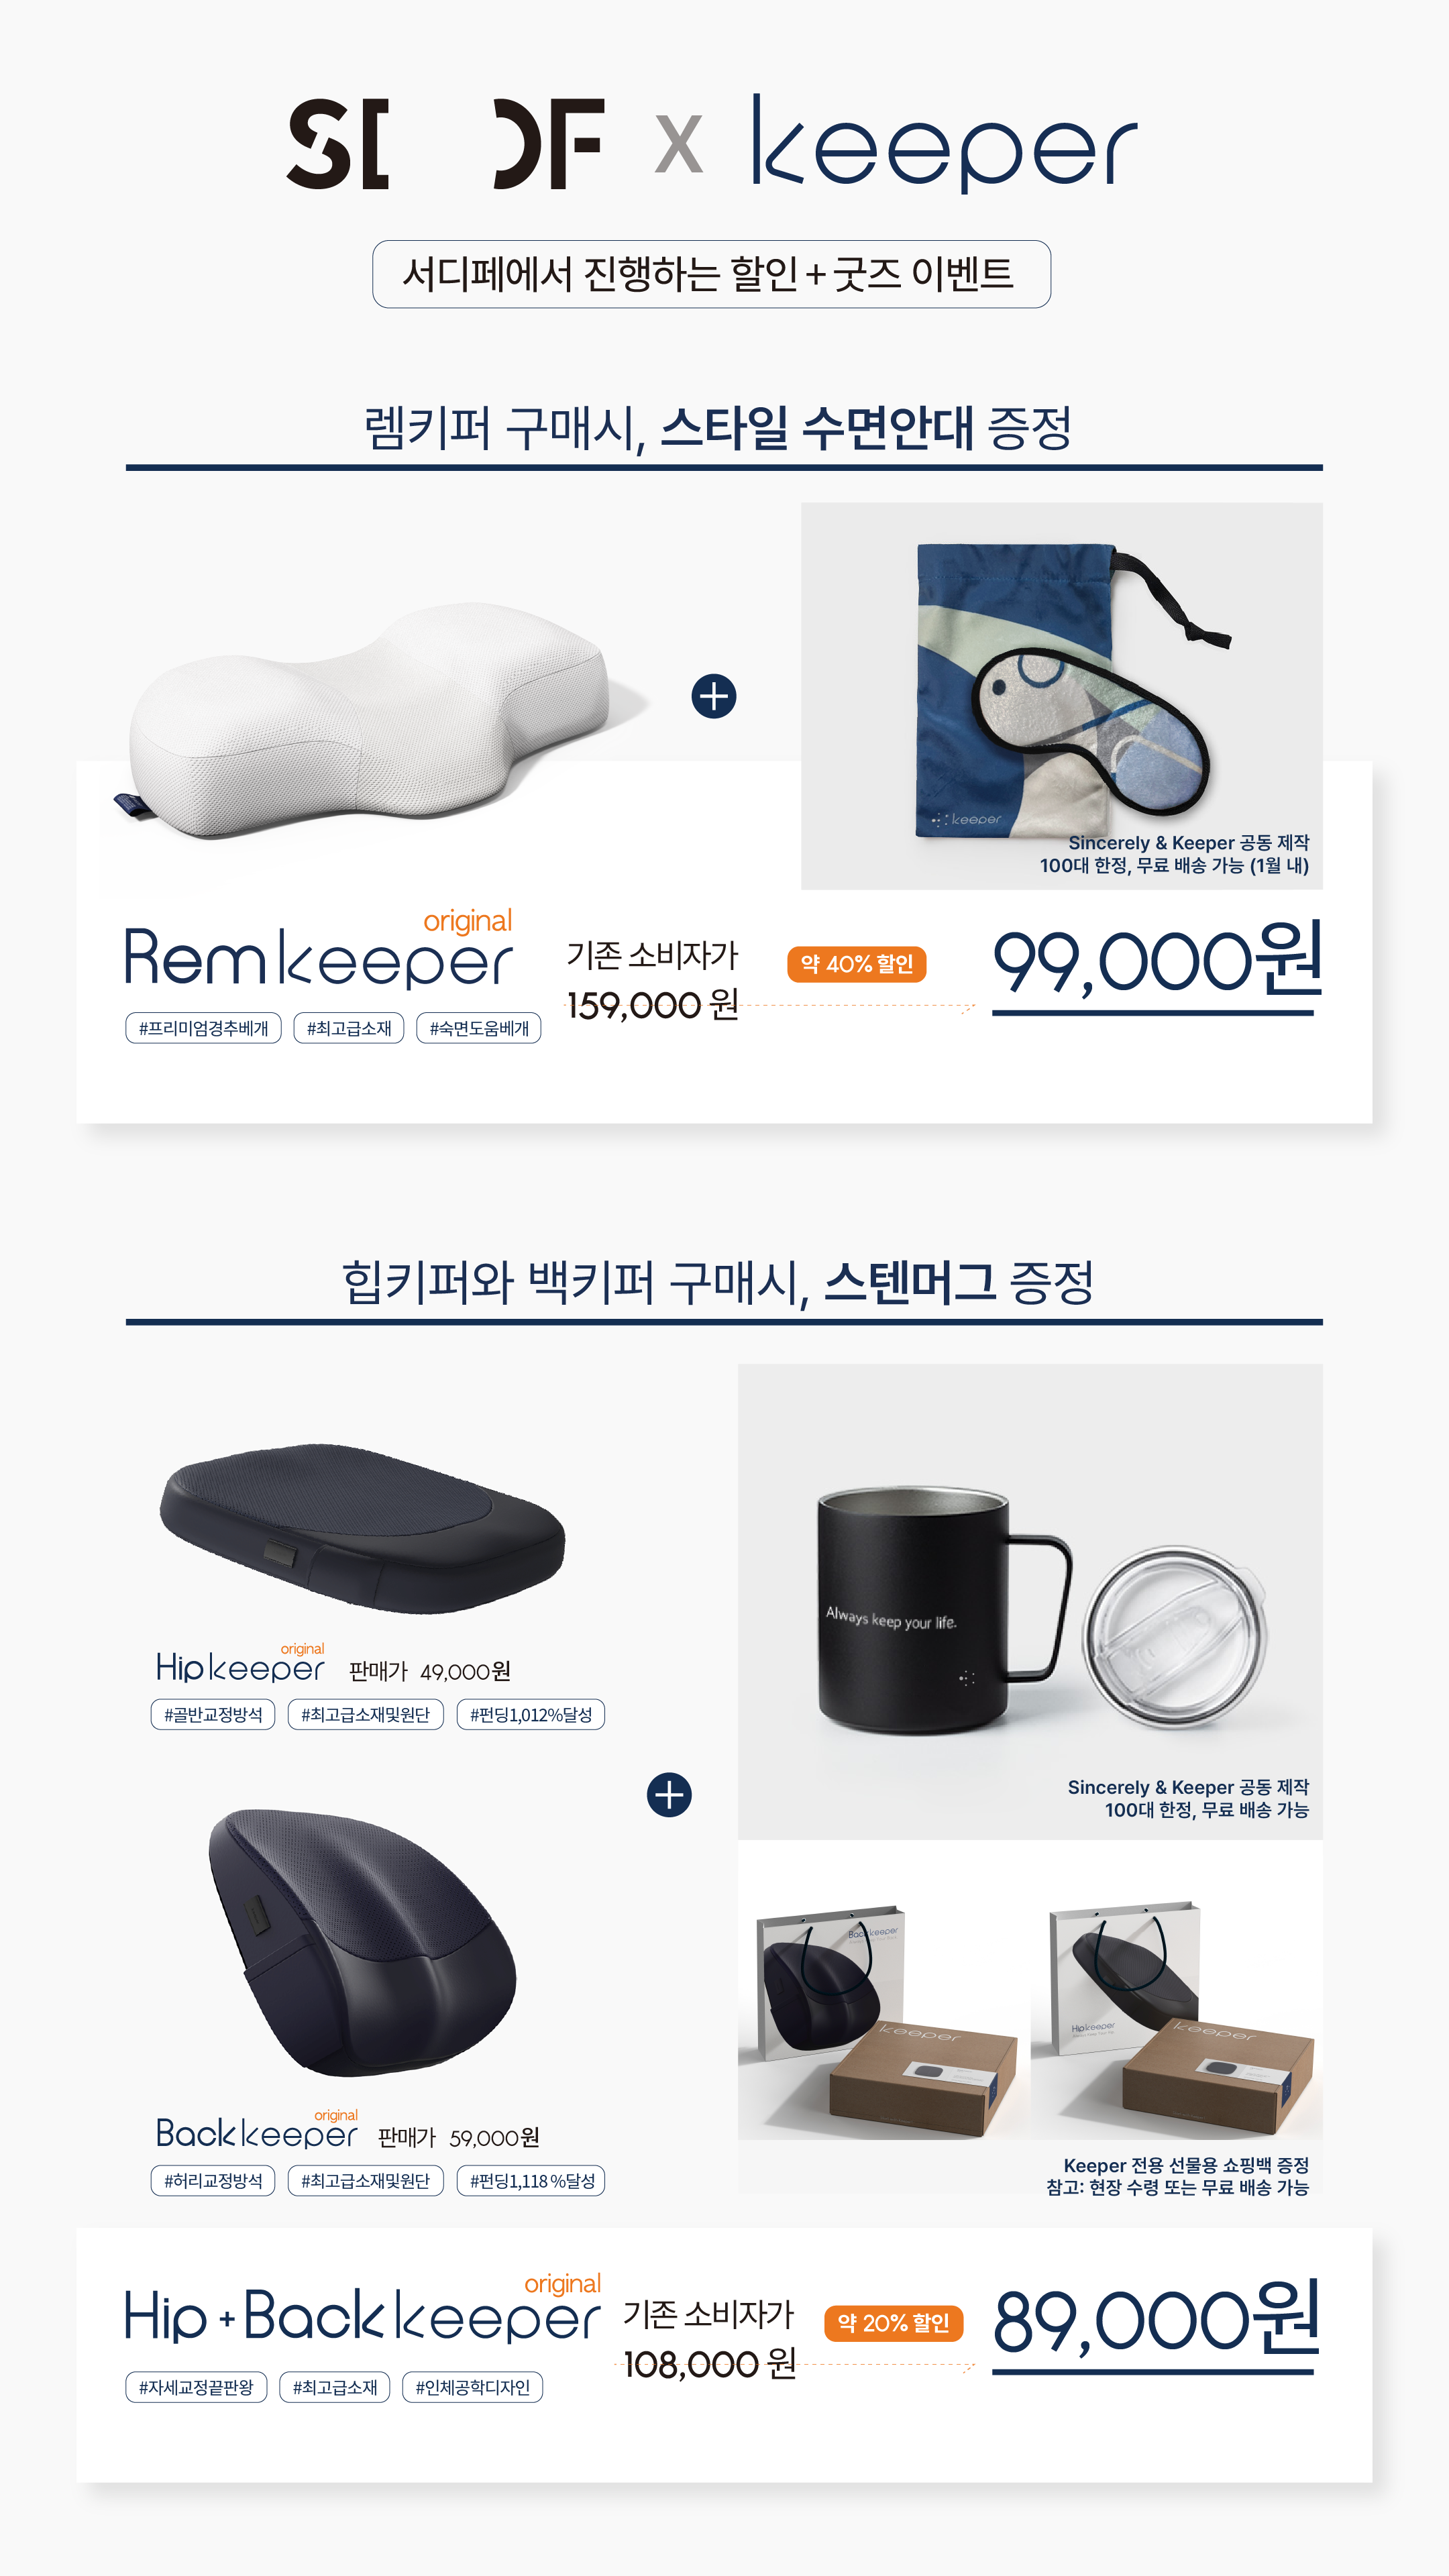 SDF x keeper
서디페에서 진행하는 할인 + 굿즈 이벤트
렘키퍼 구매시, 스타일 수면안대 증정
keeper
Sincerely & Keeper 공동 제작
100대 한정, 무료 배송 가능 (1월 내)
Remkeeper original
#프리미엄경추베개 #최고급소재 #숙면도움베개
기존 소비자가
159,000 원
약 40% 할인
99,000원
힙키퍼와 백키퍼 구매시, 스텐머그 증정
Hipkeeper original 판매가 49,000원
#골반교정방석 #최고급소재및원단 #펀딩1,012%달성
Always keep your life.
Sincerely & Keeper 공동 제작
100대 한정, 무료 배송 가능
Backkeeper original 판매가 59,000원
#허리교정방석 #최고급소재및원단 #펀딩1,118 %달성
Backkeeper
keeper
Hipkeeper
keeper
Keeper 전용 선물용 쇼핑백 증정
참고: 현장 수령 또는 무료 배송 가능
Hip + Backkeeper original
#자세교정끝판왕 #최고급소재 #인체공학디자인
기존 소비자가
108,000 원
약 20% 할인
89,000원